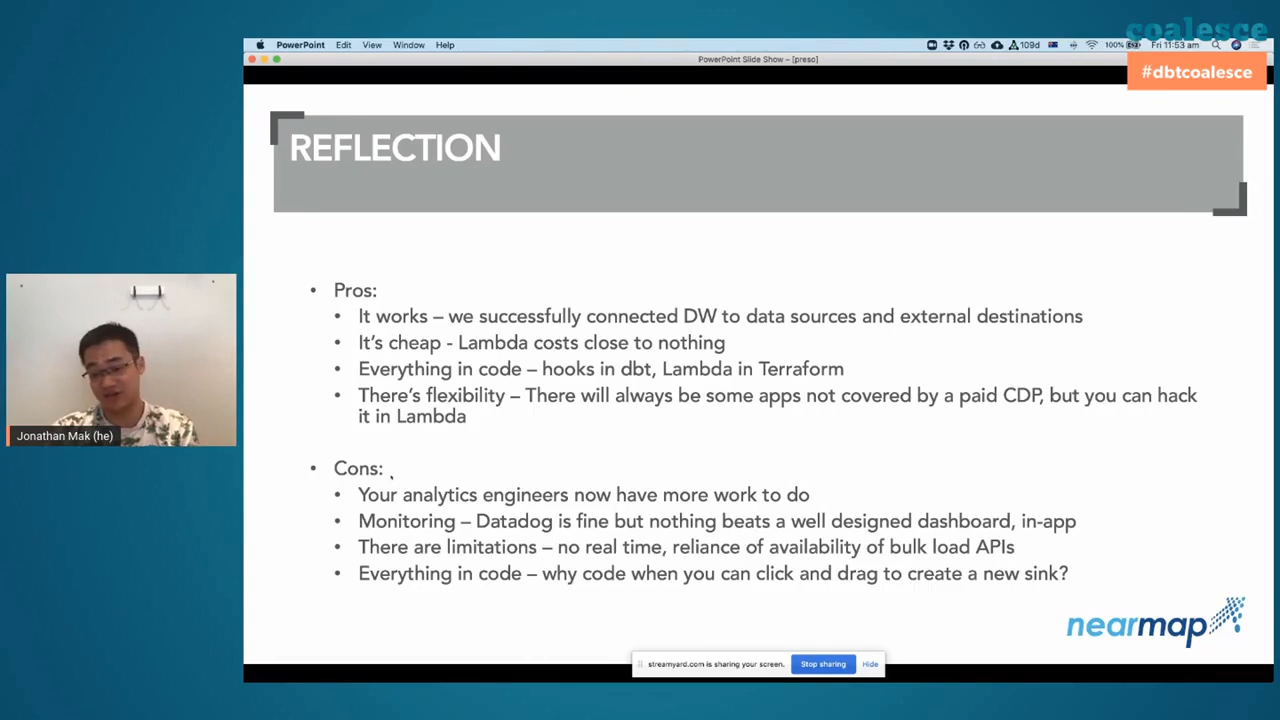 coalesce
PowerPoint Edit View Window Help
109d
100%
Fri 11:53 am
PowerPoint Slide Show – [preso]
#dbtcoalesce
REFLECTION
• Pros:
• It works – we successfully connected DW to data sources and external destinations
• It's cheap - Lambda costs close to nothing
• Everything in code – hooks in dbt, Lambda in Terraform
• There's flexibility – There will always be some apps not covered by a paid CDP, but you can hack
it in Lambda
Jonathan Mak (he)
• Cons:
• Your analytics engineers now have more work to do
• Monitoring – Datadog is fine but nothing beats a well designed dashboard, in-app
• There are limitations – no real time, reliance of availability of bulk load APIs
• Everything in code – why code when you can click and drag to create a new sink?
nearmap
streamyard.com is sharing your screen. Stop sharing Hide